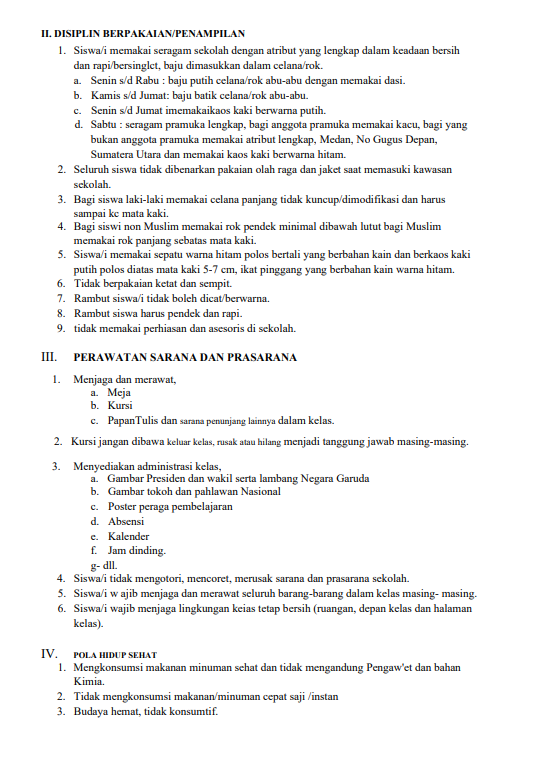 II. DISIPLIN BERPAKAIAN/PENAMPILAN
1. Siswa/i memakai seragam sekolah dengan atribut yang lengkap dalam keadaan bersih
dan rapi/bersinglct, baju dimasukkan dalam celana/rok.
a. Senin s/d Rabu : baju putih celana/rok abu-abu dengan memakai dasi.
b. Kamis s/d Jumat: baju batik celana/rok abu-abu.
c. Senin s/d Jumat imemakaikaos kaki berwarna putih.
d. Sabtu : seragam pramuka lengkap, bagi anggota pramuka memakai kacu, bagi yang
bukan anggota pramuka memakai atribut lengkap, Medan, No Gugus Depan,
Sumatera Utara dan memakai kaos kaki berwarna hitam.
2. Seluruh siswa tidak dibenarkan pakaian olah raga dan jaket saat memasuki kawasan
sekolah.
3. Bagi siswa laki-laki memakai celana panjang tidak kuncup/dimodifikasi dan harus
sampai kc mata kaki.
4. Bagi siswi non Muslim memakai rok pendek minimal dibawah lutut bagi Muslim
memakai rok panjang sebatas mata kaki.
5. Siswa/i memakai sepatu warna hitam polos bertali yang berbahan kain dan berkaos kaki
putih polos diatas mata kaki 5-7 cm, ikat pinggang yang berbahan kain warna hitam.
6. Tidak berpakaian ketat dan sempit.
7. Rambut siswa/i tidak boleh dicat/berwarna.
8. Rambut siswa harus pendek dan rapi.
9. tidak memakai perhiasan dan asesoris di sekolah.
III. PERAWATAN SARANA DAN PRASARANA
1. Menjaga dan merawat,
a. Meja
b. Kursi
c. PapanTulis dan sarana penunjang lainnya dalam kelas.
2. Kursi jangan dibawa keluar kelas, rusak atau hilang menjadi tanggung jawab masing-masing.
3. Menyediakan administrasi kelas,
a. Gambar Presiden dan wakil serta lambang Negara Garuda
b. Gambar tokoh dan pahlawan Nasional
c. Poster peraga pembelajaran
d. Absensi
e. Kalender
f. Jam dinding.
g- dll.
4. Siswa/i tidak mengotori, mencoret, merusak sarana dan prasarana sekolah.
5. Siswa/i w ajib menjaga dan merawat seluruh barang-barang dalam kelas masing- masing.
6. Siswa/i wajib menjaga lingkungan keias tetap bersih (ruangan, depan kelas dan halaman
kelas).
IV. POLA HIDUP SEHAT
1. Mengkonsumsi makanan minuman sehat dan tidak mengandung Pengaw'et dan bahan
Kimia.
2. Tidak mengkonsumsi makanan/minuman cepat saji /instan
3. Budaya hemat, tidak konsumtif.